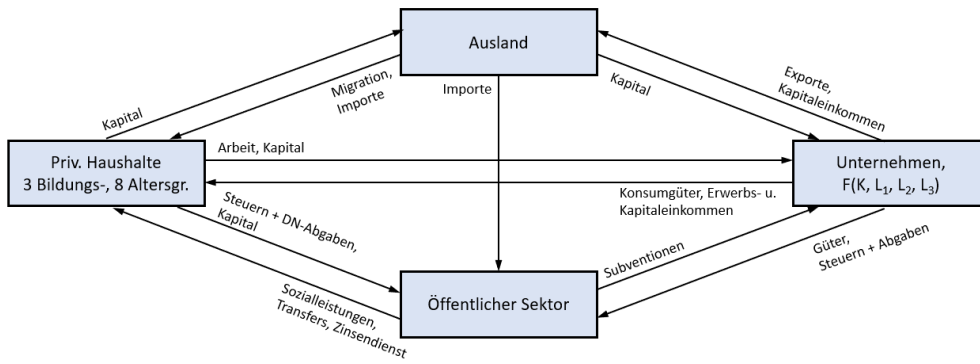 Ausland
Kapital
Migration,
Importe
Importe
Kapital
Exporte,
Kapitaleinkommen
Priv. Haushalte
3 Bildungs-, 8 Altersgr.
Arbeit, Kapital
Konsumgüter, Erwerbs- u.
Kapitaleinkommen
Unternehmen,
F(K, L₁, L₂, L₃)
Steuern + DN-Abgaben,
Kapital
Sozialleistungen,
Transfers, Zinsendienst
Öffentlicher Sektor
Subventionen
Güter,
Steuern + Abgaben